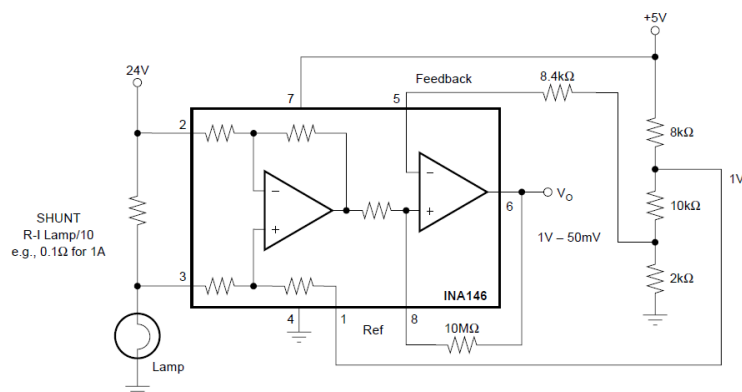 +5V
24V
Feedback
8.4kΩ
7
5
2
8kΩ
1V
SHUNT
R-I Lamp/10
e.g., 0.1Ω for 1A
−
+
−
+
6
VO
1V – 50mV
10kΩ
3
INA146
2kΩ
4
1
Ref
8
10MΩ
Lamp